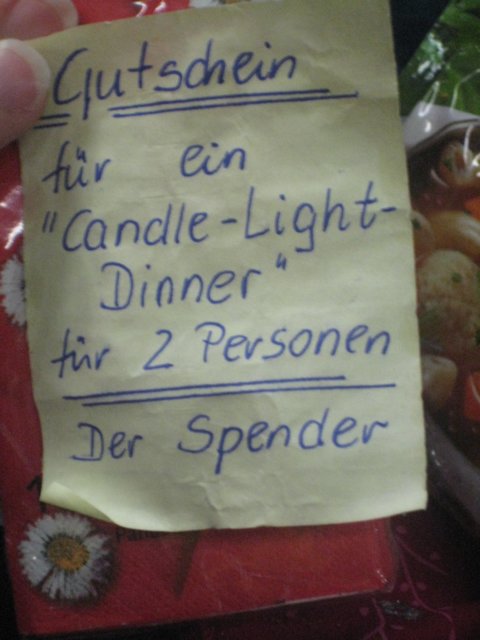 Gutschein
für ein
"Candle-Light-
Dinner"
für 2 Personen
Der Spender